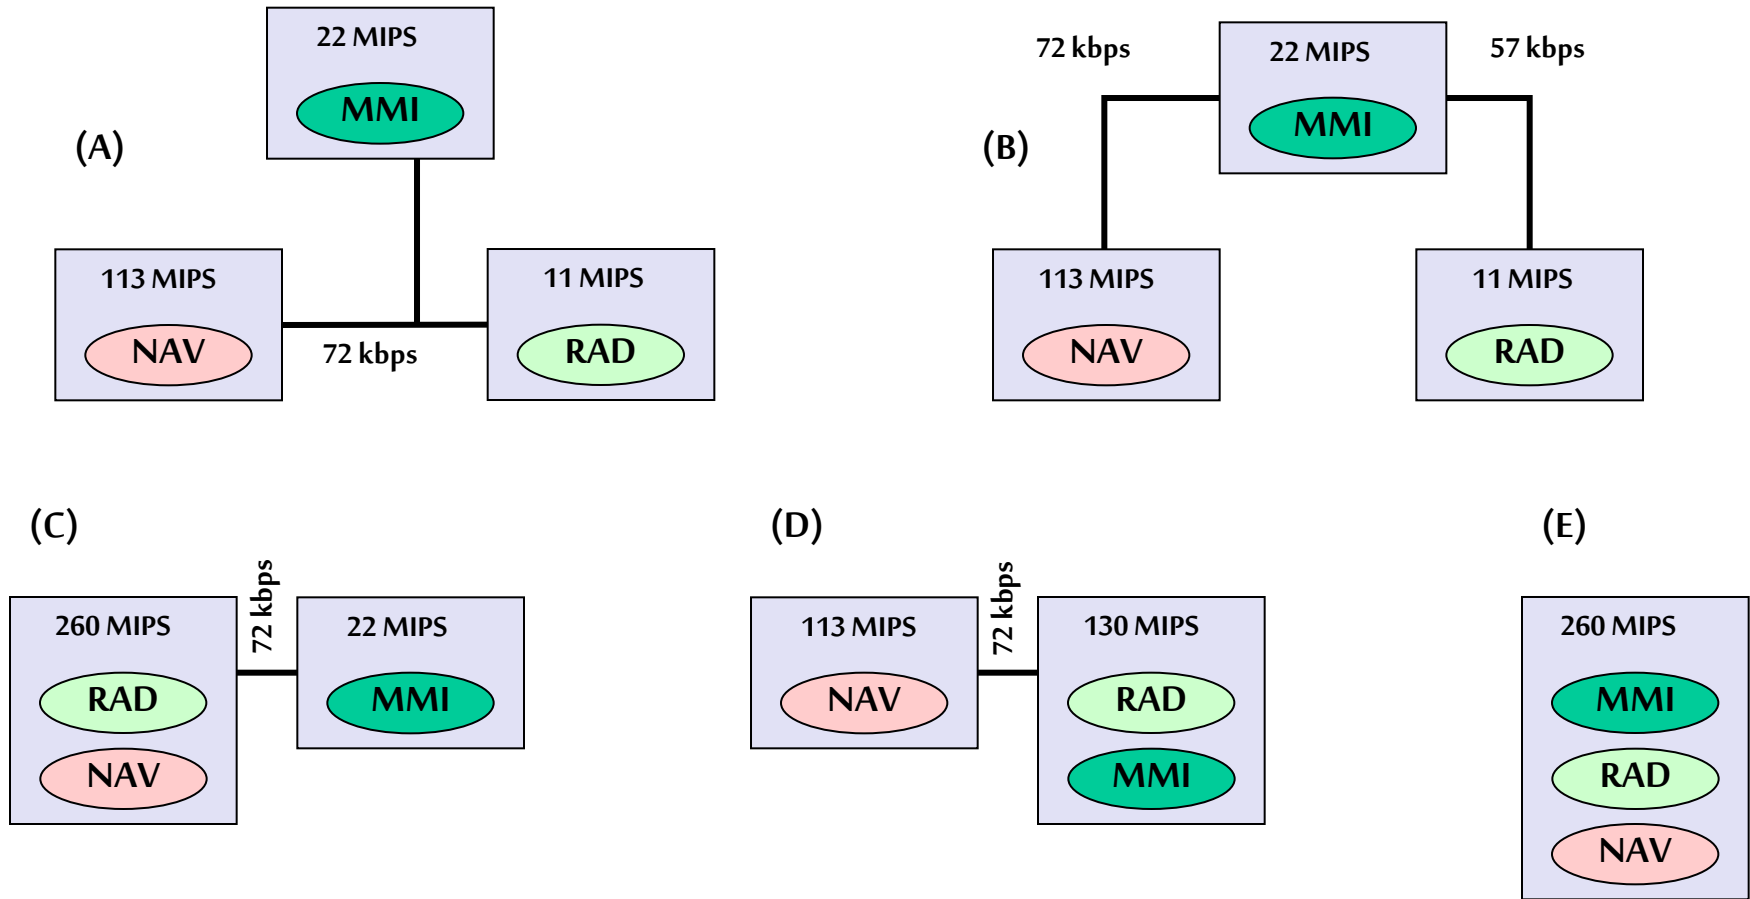 (A)
22 MIPS
MMI
113 MIPS
NAV
72 kbps
11 MIPS
RAD
(B)
72 kbps
22 MIPS
MMI
57 kbps
113 MIPS
NAV
11 MIPS
RAD
(C)
260 MIPS
RAD
NAV
72 kbps
22 MIPS
MMI
(D)
113 MIPS
NAV
72 kbps
130 MIPS
RAD
MMI
(E)
260 MIPS
MMI
RAD
NAV